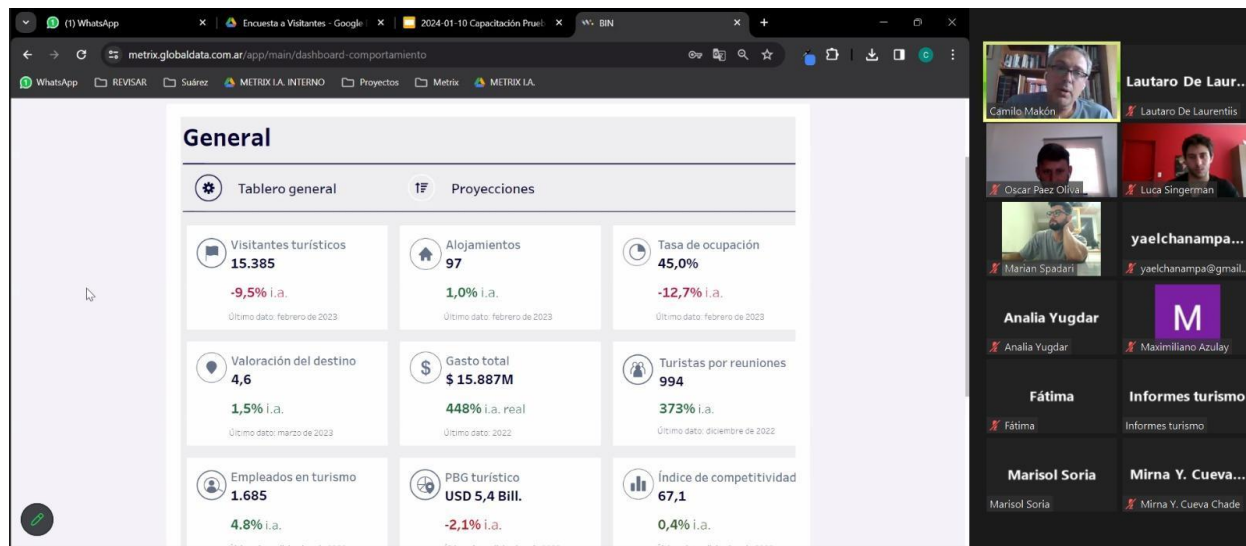 (1) WhatsApp
Encuesta a Visitantes - Google
2024-01-10 Capacitación Prueb
BIN
metrix.globaldata.com.ar/app/main/dashboard-comportamiento
WhatsApp REVISAR Suárez METRIX I.A. INTERNO Proyectos Metrix METRIX I.A.
General
Tablero general Proyecciones
Visitantes turísticos
15.385
-9,5% i.a.
Último dato: febrero de 2023
Alojamientos
97
1,0% i.a.
Último dato: febrero de 2023
Tasa de ocupación
45,0%
-12,7% i.a.
Último dato: febrero de 2023
Valoración del destino
4,6
1,5% i.a.
Último dato: marzo de 2023
Gasto total
$ 15.887M
448% i.a. real
Último dato: 2022
Turistas por reuniones
994
373% i.a.
Último dato: diciembre de 2022
Empleados en turismo
1.685
4.8% i.a.
PBG turístico
USD 5,4 Bill.
-2,1% i.a.
Índice de competitividad
67,1
0,4% i.a.
Camilo Makón
Lautaro De Laur...
Lautaro De Laurentiis
Oscar Paez Oliva
Luca Singerman
Marian Spadari
yaelchanampa...
yaelchanampa@gmail...
Analia Yugdar
Analia Yugdar
M
Maximiliano Azulay
Fátima
Fátima
Informes turismo
Informes turismo
Marisol Soria
Marisol Soria
Mirna Y. Cueva...
Mirna Y. Cueva Chade